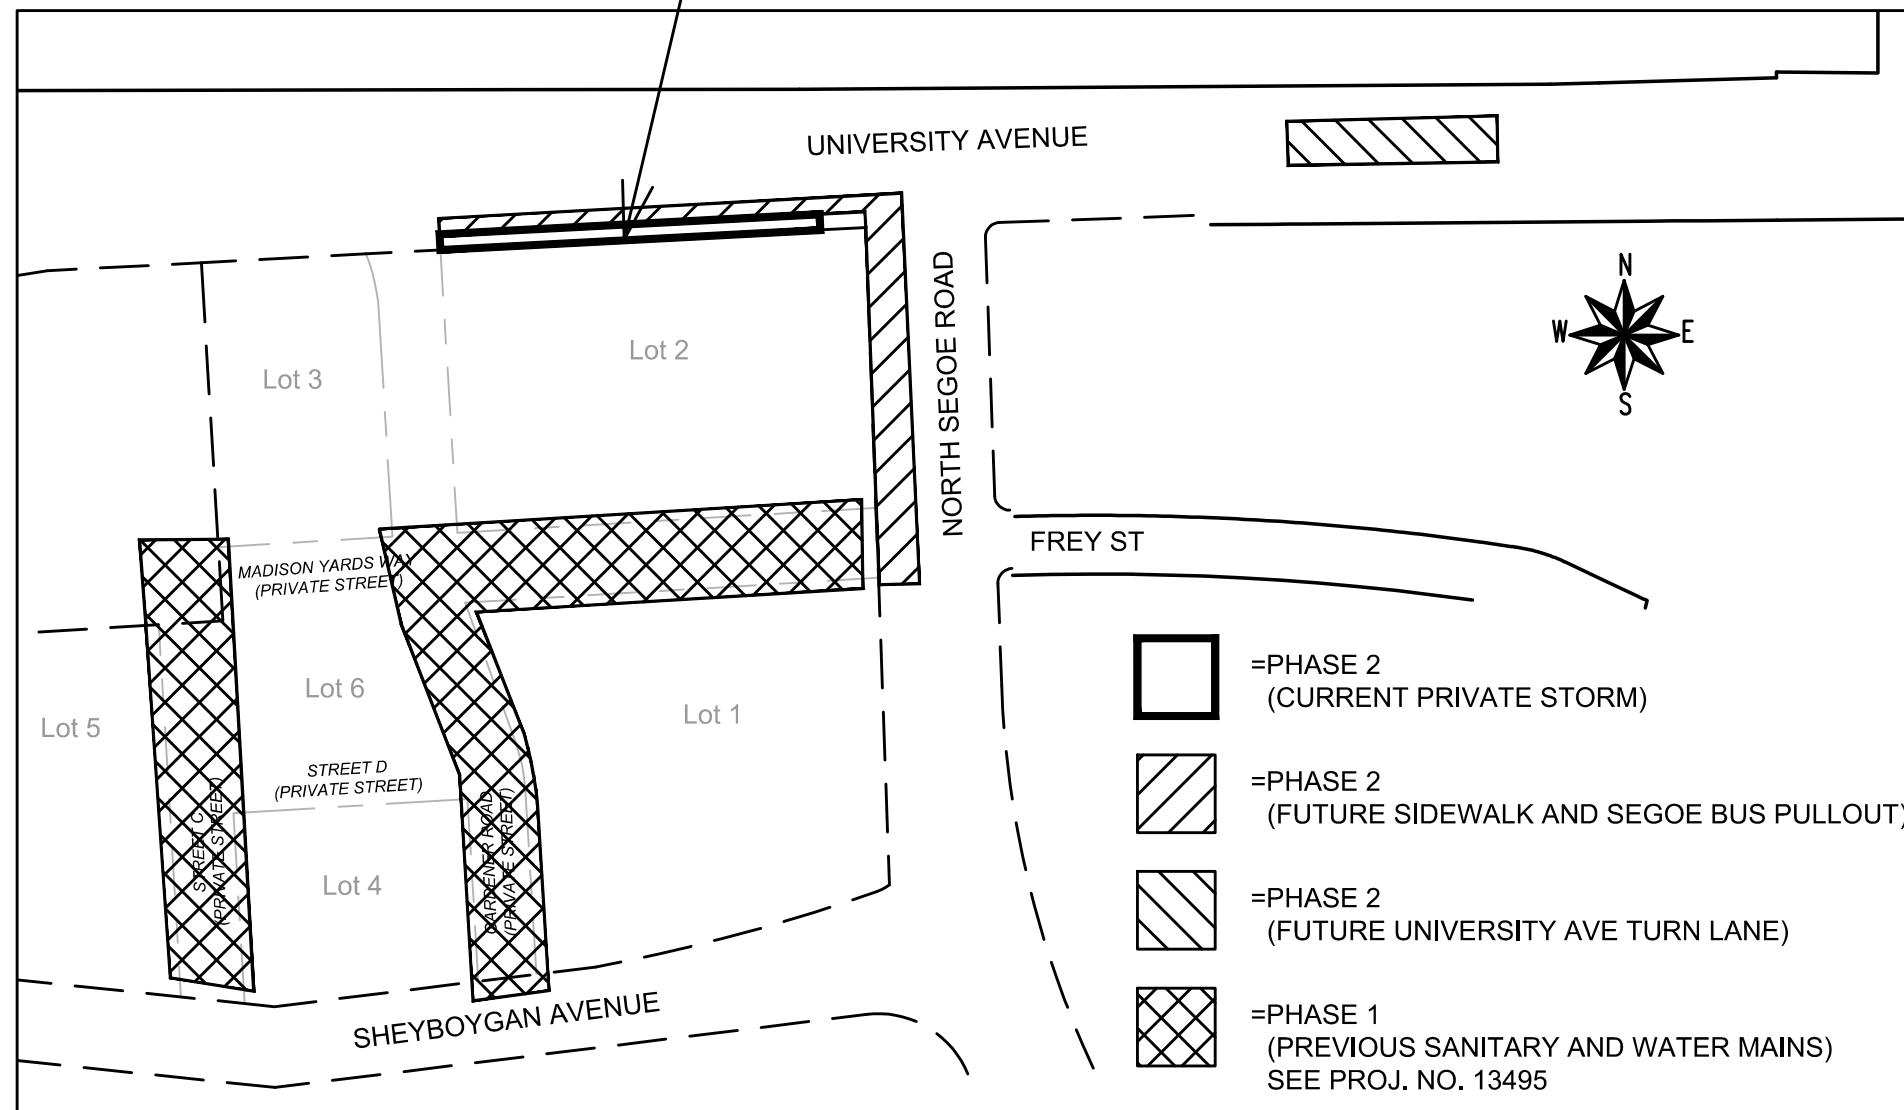 UNIVERSITY AVENUE
NORTH SEGOE ROAD
N
W
E
S
Lot 2
Lot 3
FREY ST
MADISON YARDS WAY
(PRIVATE STREET)
Lot 6
Lot 5
Lot 1
STREET D
(PRIVATE STREET)
STREET C
(PRIVATE STREET)
GARDENER ROAD
(PRIVATE STREET)
Lot 4
SHEYBOYGAN AVENUE
=PHASE 2
(CURRENT PRIVATE STORM)
=PHASE 2
(FUTURE SIDEWALK AND SEGOE BUS PULLOUT)
=PHASE 2
(FUTURE UNIVERSITY AVE TURN LANE)
=PHASE 1
(PREVIOUS SANITARY AND WATER MAINS)
SEE PROJ. NO. 13495